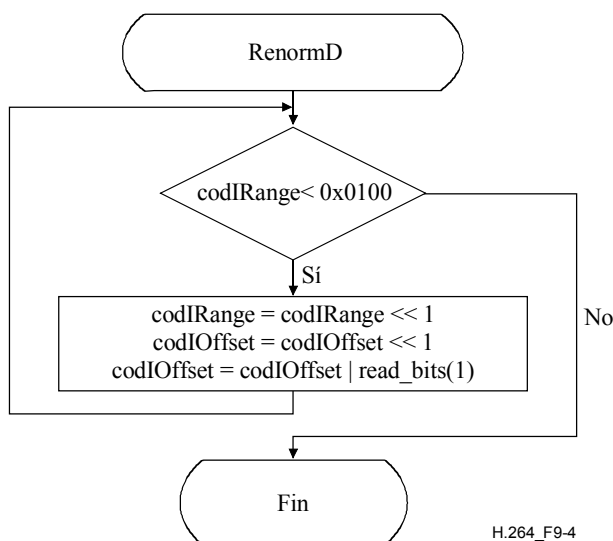 RenormD
codIRange< 0x0100
Sí
No
codIRange = codIRange << 1
codIOffset = codIOffset << 1
codIOffset = codIOffset | read_bits(1)
Fin
H.264_F9-4